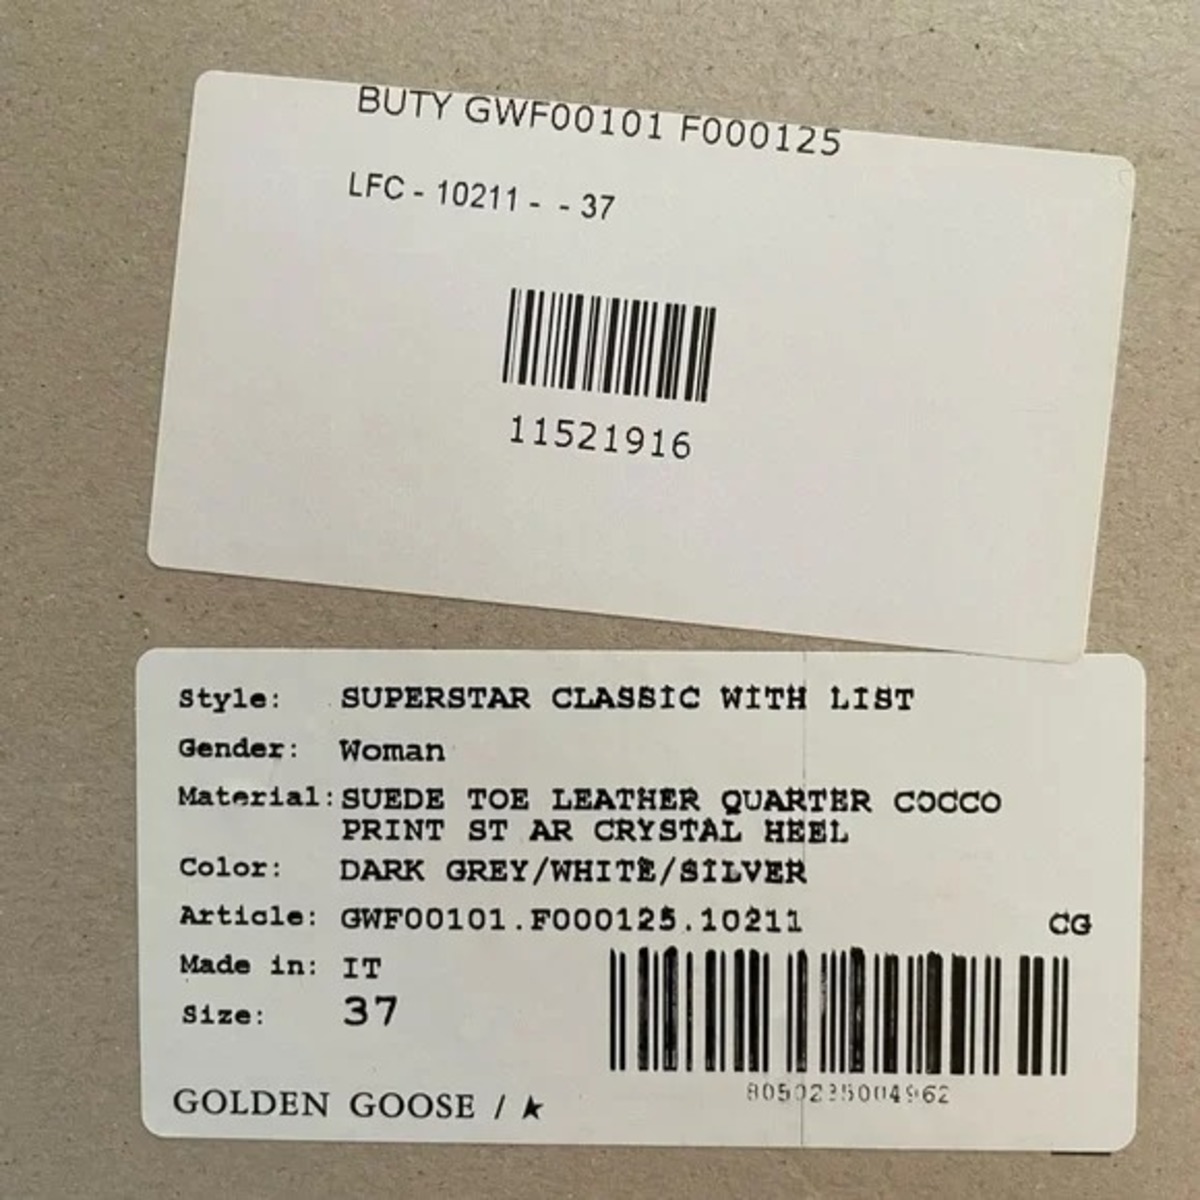 BUTY GWF00101 F000125
LFC - 10211 - - 37
11521916
Style: SUPERSTAR CLASSIC WITH LIST
Gender: Woman
Material: SUEDE TOE LEATHER QUARTER COCCO
PRINT ST AR CRYSTAL HEEL
Color: DARK GREY/WHITE/SILVER
Article: GWF00101.F000125.10211 CG
Made in: IT
Size: 37
GOLDEN GOOSE /